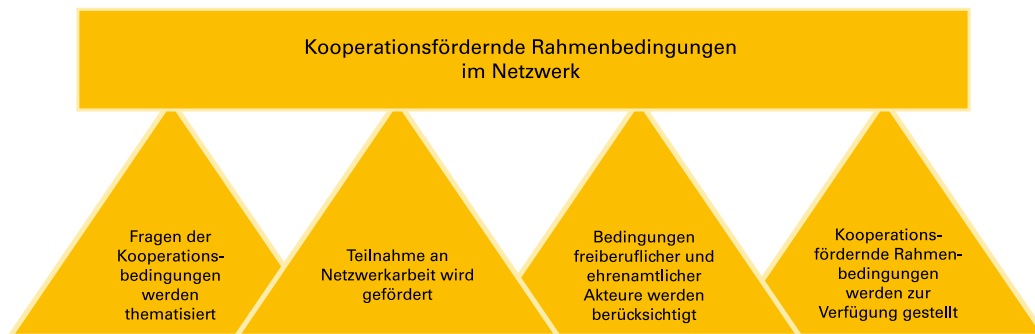 Kooperationsfördernde Rahmenbedingungen
im Netzwerk
Fragen der
Kooperations-
bedingungen
werden
thematisiert
Teilnahme an
Netzwerkarbeit wird
gefördert
Bedingungen
freiberuflicher und
ehrenamtlicher
Akteure werden
berücksichtigt
Kooperations-
fördernde Rahmen-
bedingungen
werden zur
Verfügung gestellt